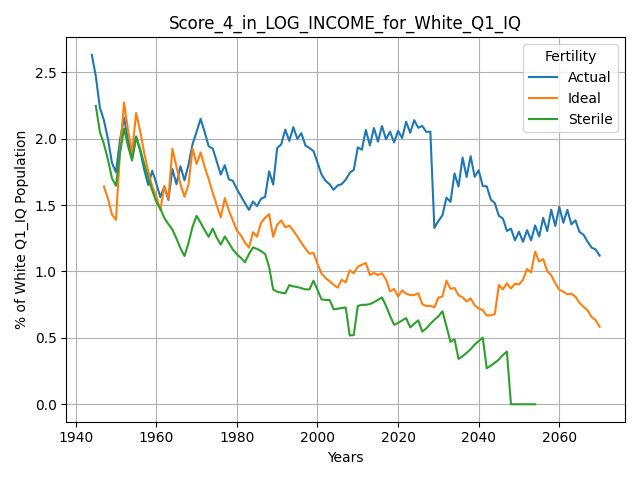 Score_4_in_LOG_INCOME_for_White_Q1_IQ
Fertility
Actual
Ideal
Sterile
% of White Q1_IQ Population
2.5
2.0
1.5
1.0
0.5
0.0
1940 1960 1980 2000 2020 2040 2060
Years